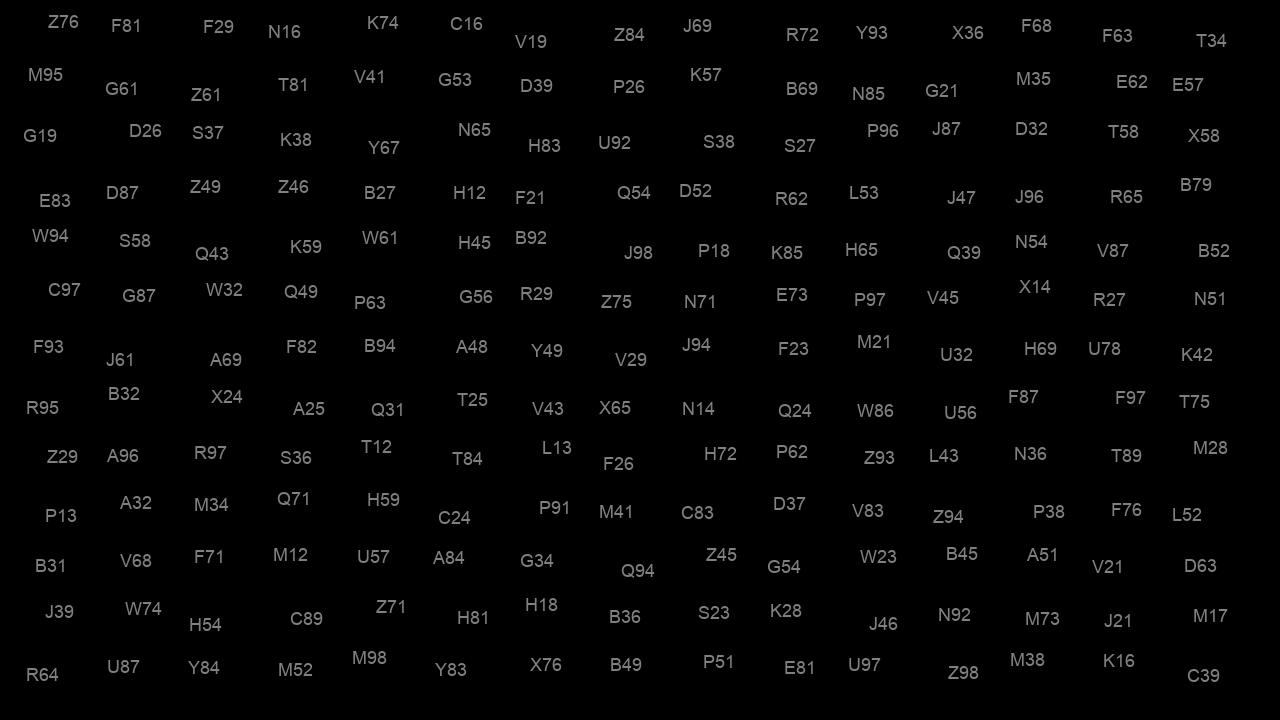 Z76 F81 F29 N16 K74 C16 V19 Z84 J69 R72 Y93 X36 F68 F63 T34
M95 G61 Z61 T81 V41 G53 D39 P26 K57 B69 N85 G21 M35 E62 E57
G19 D26 S37 K38 Y67 N65 H83 U92 S38 S27 P96 J87 D32 T58 X58
E83 D87 Z49 Z46 B27 H12 F21 Q54 D52 R62 L53 J47 J96 R65 B79
W94 S58 Q43 K59 W61 H45 B92 J98 P18 K85 H65 Q39 N54 V87 B52
C97 G87 W32 Q49 P63 G56 R29 Z75 N71 E73 P97 V45 X14 R27 N51
F93 J61 A69 F82 B94 A48 Y49 V29 J94 F23 M21 U32 H69 U78 K42
R95 B32 X24 A25 Q31 T25 V43 X65 N14 Q24 W86 U56 F87 F97 T75
Z29 A96 R97 S36 T12 T84 L13 F26 H72 P62 Z93 L43 N36 T89 M28
P13 A32 M34 Q71 H59 C24 P91 M41 C83 D37 V83 Z94 P38 F76 L52
B31 V68 F71 M12 U57 A84 G34 Q94 Z45 G54 W23 B45 A51 V21 D63
J39 W74 H54 C89 Z71 H81 H18 B36 S23 K28 J46 N92 M73 J21 M17
R64 U87 Y84 M52 M98 Y83 X76 B49 P51 E81 U97 Z98 M38 K16 C39